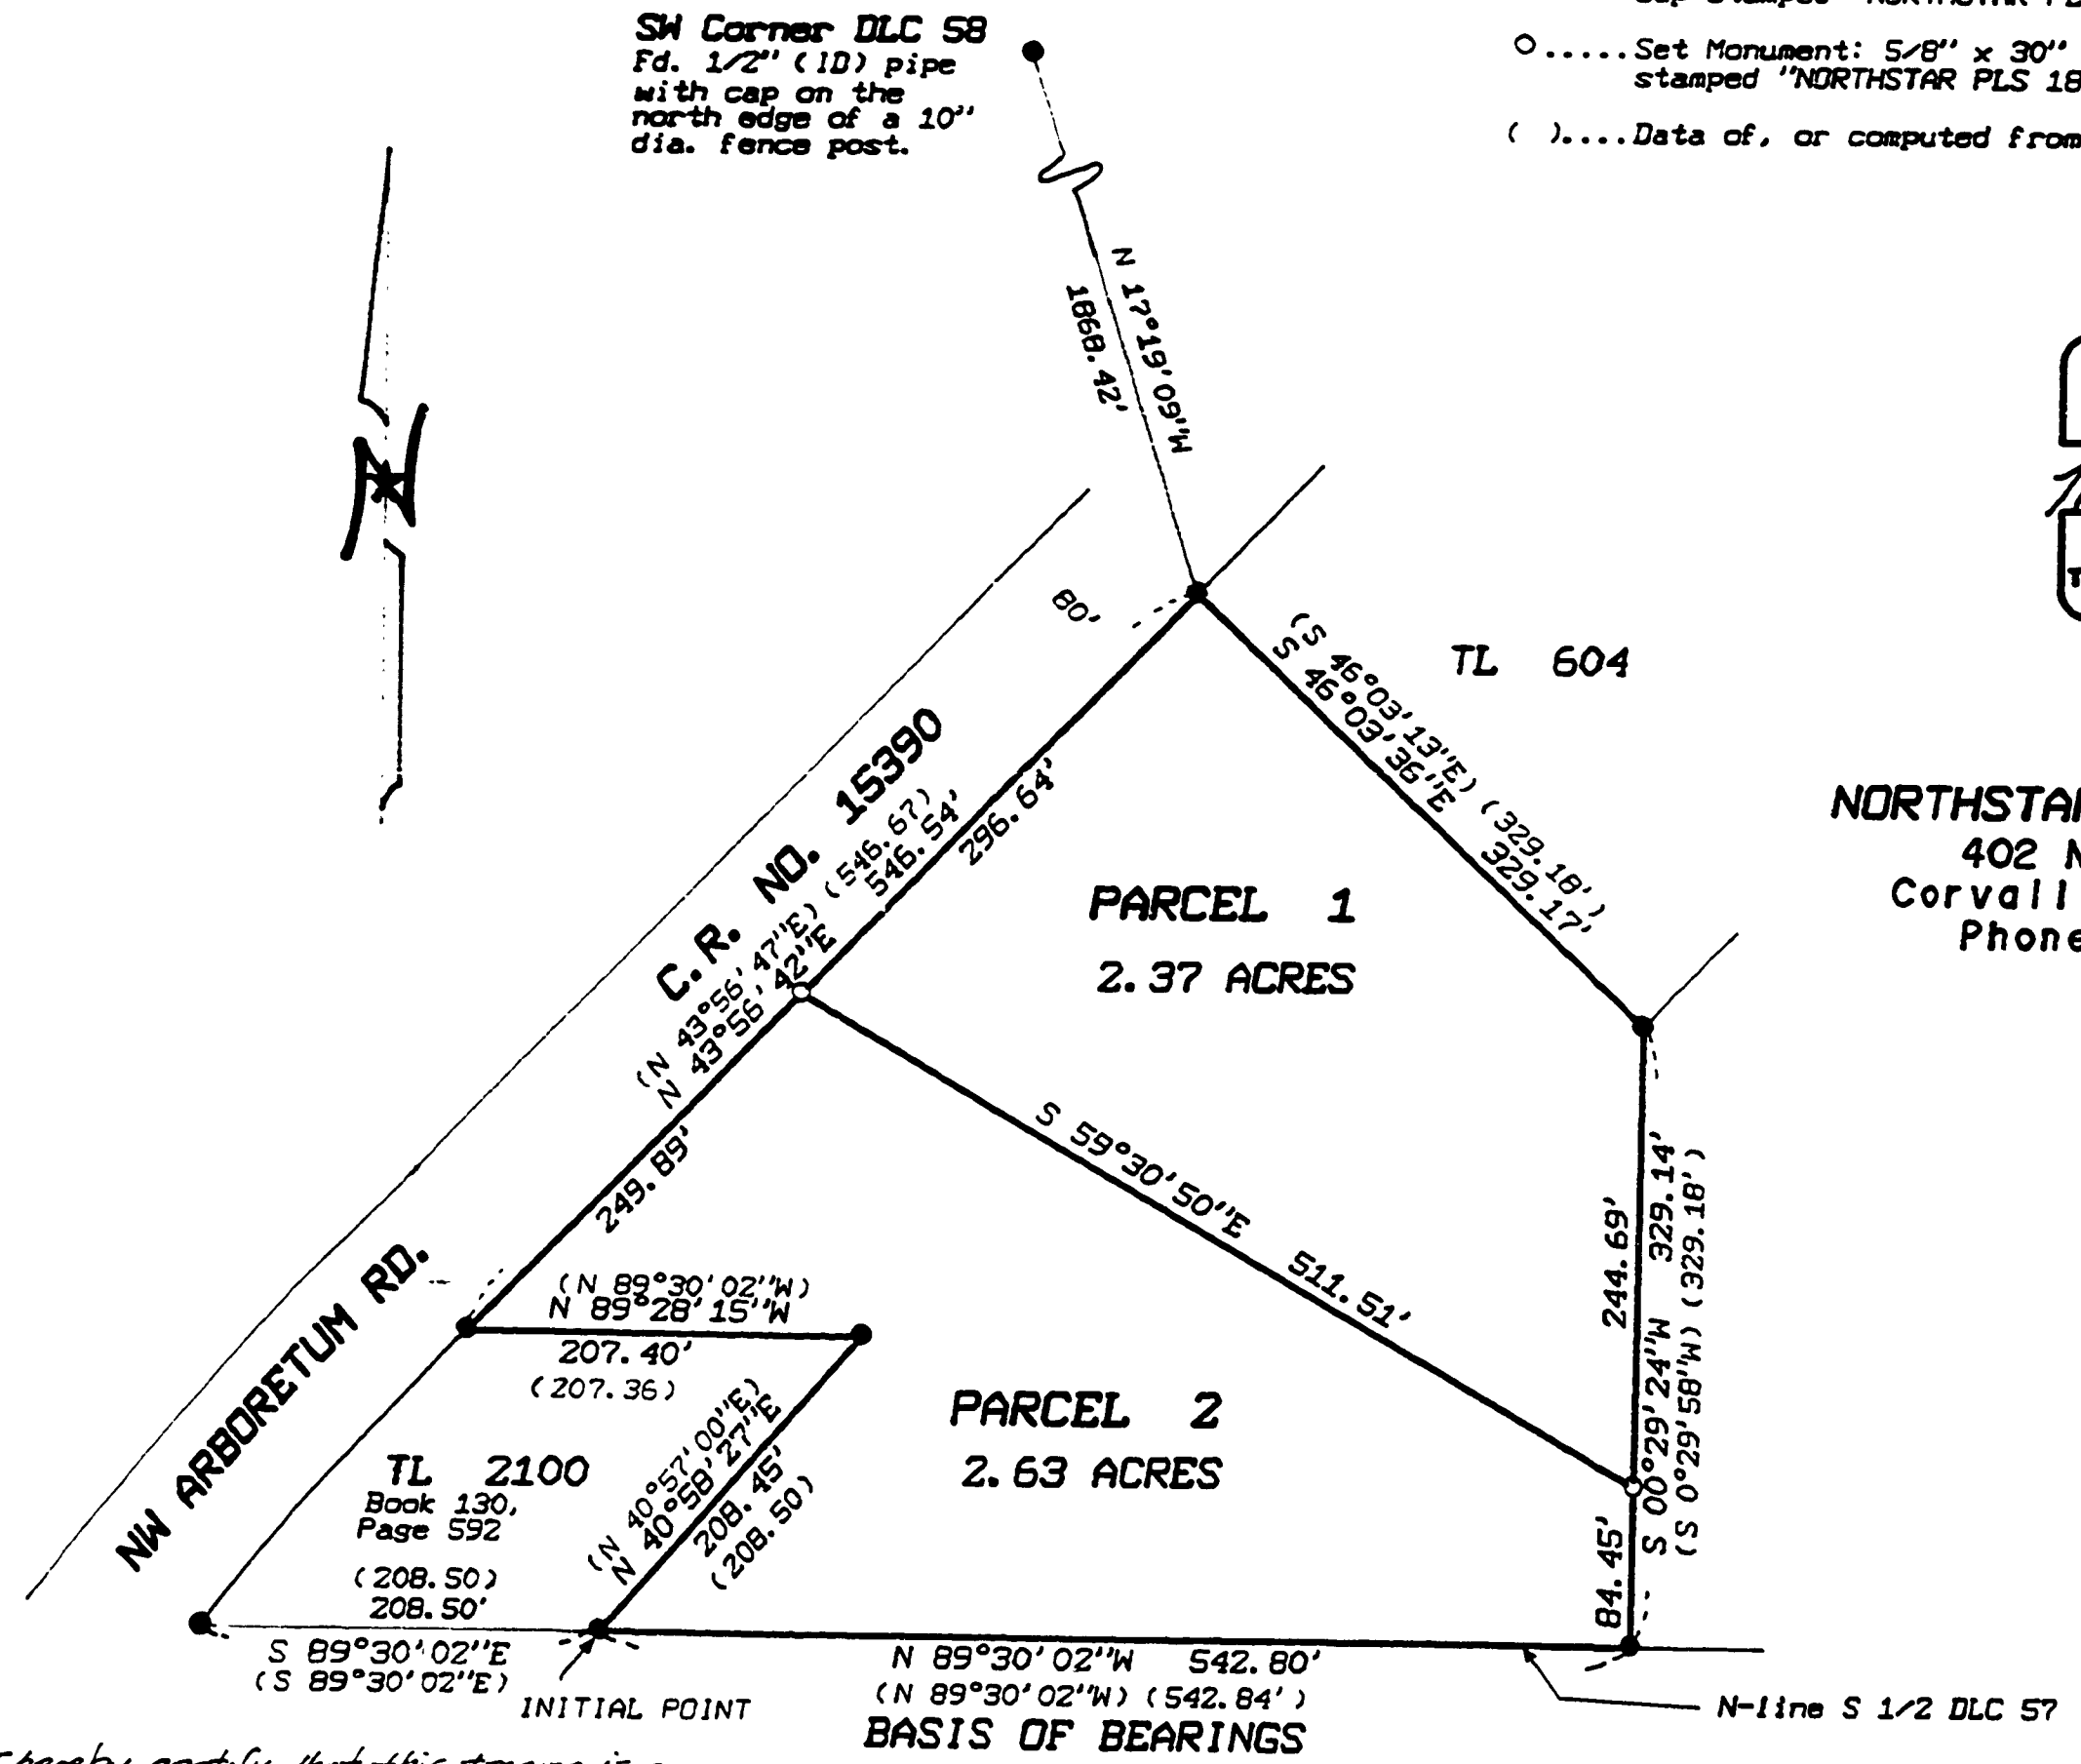 SW Corner DLC 58
Fd. 1/2" (ID) pipe
with cap on the
north edge of a 10"
dia. fence post.
O.....Set Monument: 5/8" x 30"
stamped "NORTHSTAR PLS 18
( )....Data of, or computed from
N 17°19'09"W
1868.42'
80'
TL 604
(S 46°03'13"E) (329.18')
S 46°03'36"E 329.17'
C.R. NO. 15390
(N 43°56'47"E) (546.67)
N 43°56'42"E 546.54'
296.64'
NORTHSTAR
402 N
Corvall
Phone
PARCEL 1
2.37 ACRES
249.89'
S 59°30'50"E 511.51'
244.69'
S 00°29'24"W 329.14'
(S 0°29'58"W) (329.18')
84.45'
NW ARBORETUM RD.
(N 89°30'02"W)
N 89°28'15"W
207.40'
(207.36)
PARCEL 2
2.63 ACRES
(N 40°57'00"E)
N 40°58'27"E
208.45'
(208.50)
TL 2100
Book 130,
Page 592
(208.50)
208.50'
S 89°30'02"E
(S 89°30'02"E)
INITIAL POINT
N 89°30'02"W 542.80'
(N 89°30'02"W) (542.84')
BASIS OF BEARINGS
N-line S 1/2 DLC 57
hereby certify that this